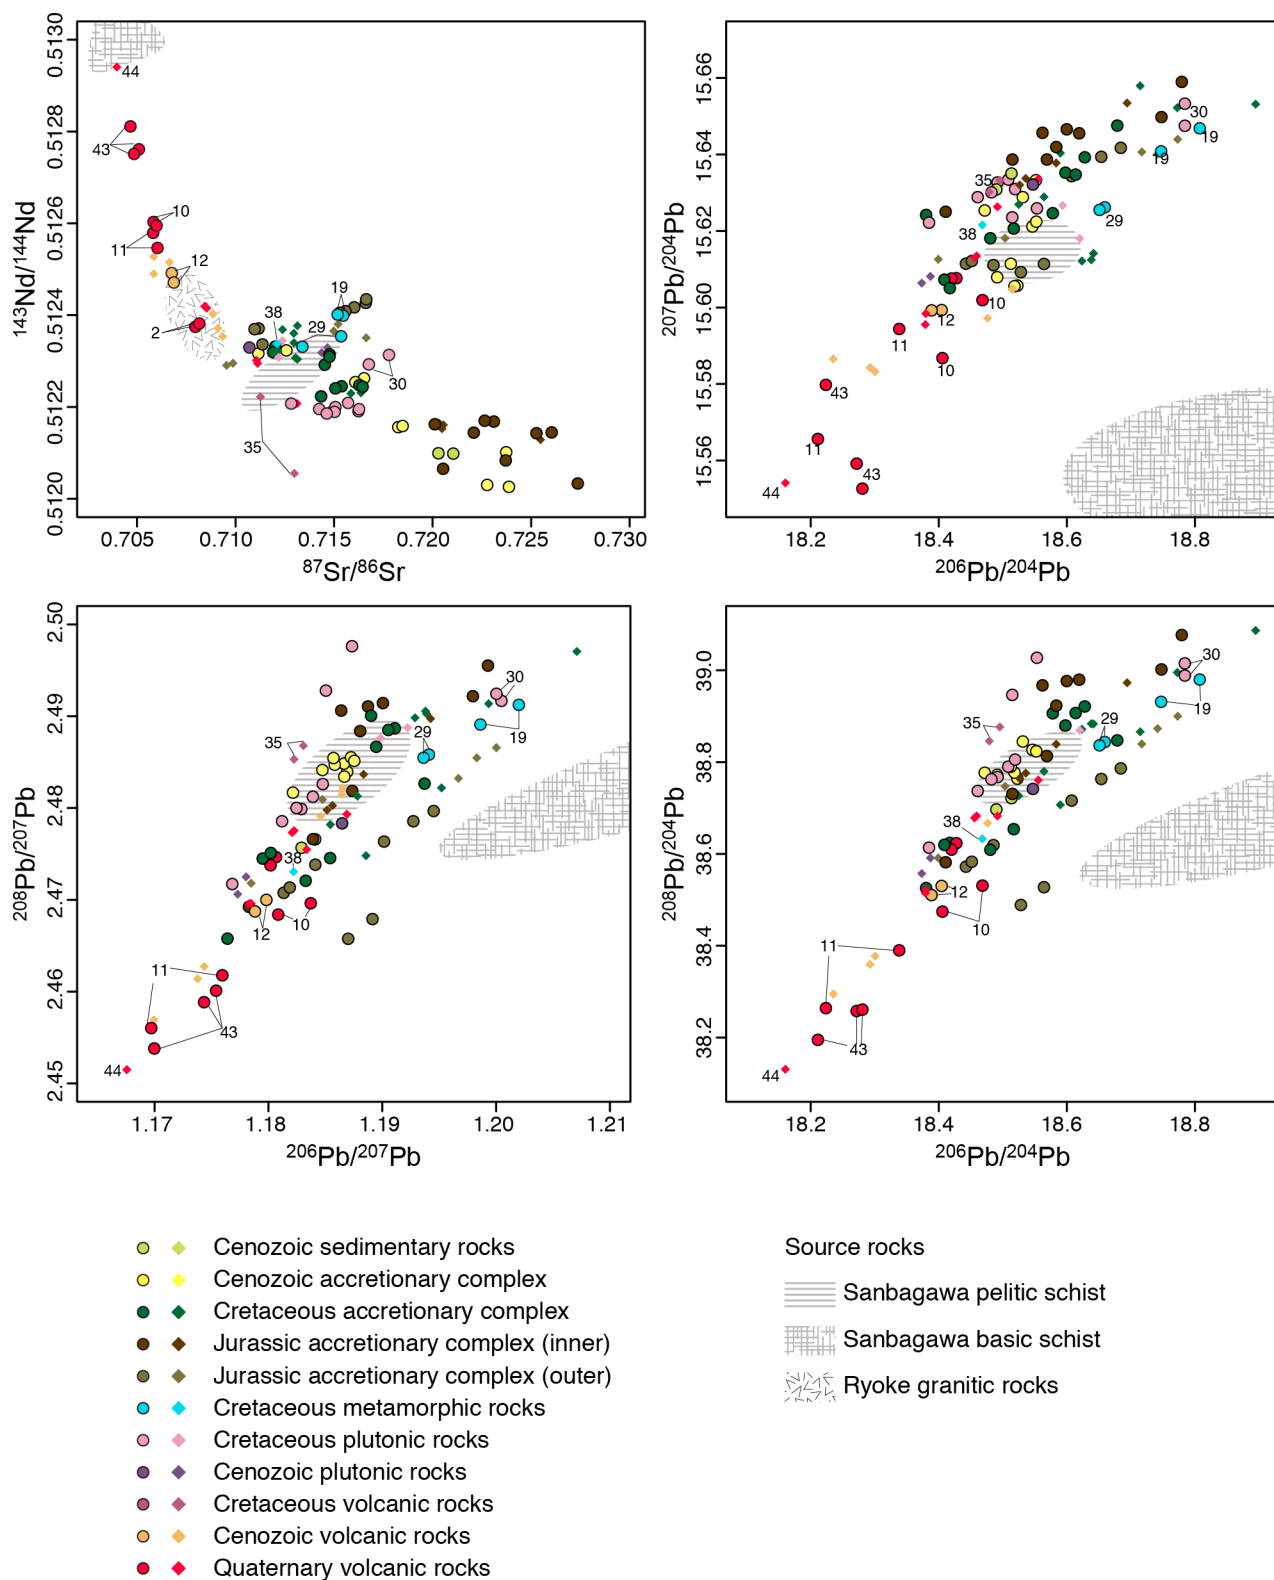 0.5130
0.5128
0.5126
0.5124
0.5122
0.5120
143Nd/144Nd
44
43
10
11
12
2
38
19
29
30
35
0.705 0.710 0.715 0.720 0.725 0.730
87Sr/86Sr
15.66
15.64
15.62
15.60
15.58
15.56
207Pb/204Pb
30
19
19
35
29
38
10
12
11
10
43
11
43
44
18.2 18.4 18.6 18.8
206Pb/204Pb
2.50
2.49
2.48
2.47
2.46
2.45
208Pb/207Pb
30
35
29
19
38
12
10
11
43
44
1.17 1.18 1.19 1.20 1.21
206Pb/207Pb
39.0
38.8
38.6
38.4
38.2
208Pb/204Pb
30
35
29
19
38
12
10
11
43
44
18.2 18.4 18.6 18.8
206Pb/204Pb
Cenozoic sedimentary rocks
Cenozoic accretionary complex
Cretaceous accretionary complex
Jurassic accretionary complex (inner)
Jurassic accretionary complex (outer)
Cretaceous metamorphic rocks
Cretaceous plutonic rocks
Cenozoic plutonic rocks
Cretaceous volcanic rocks
Cenozoic volcanic rocks
Quaternary volcanic rocks
Source rocks
Sanbagawa pelitic schist
Sanbagawa basic schist
Ryoke granitic rocks